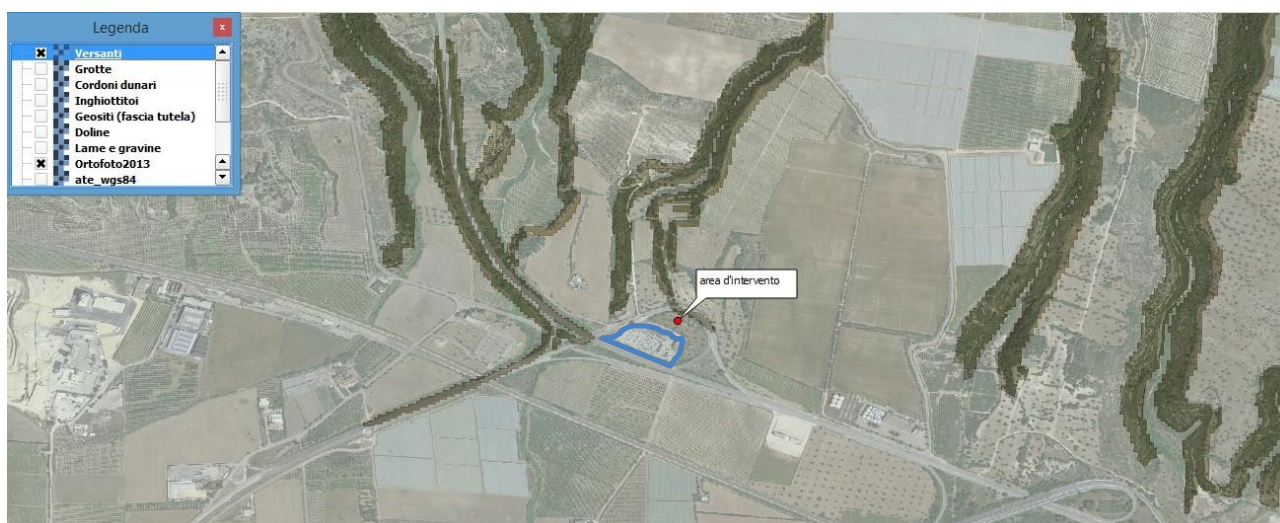 Legenda
Versanti
Grotte
Cordoni dunari
Inghiottitoi
Geositi (fascia tutela)
Doline
Lame e gravine
Ortofoto2013
ate_wgs84
area d'intervento